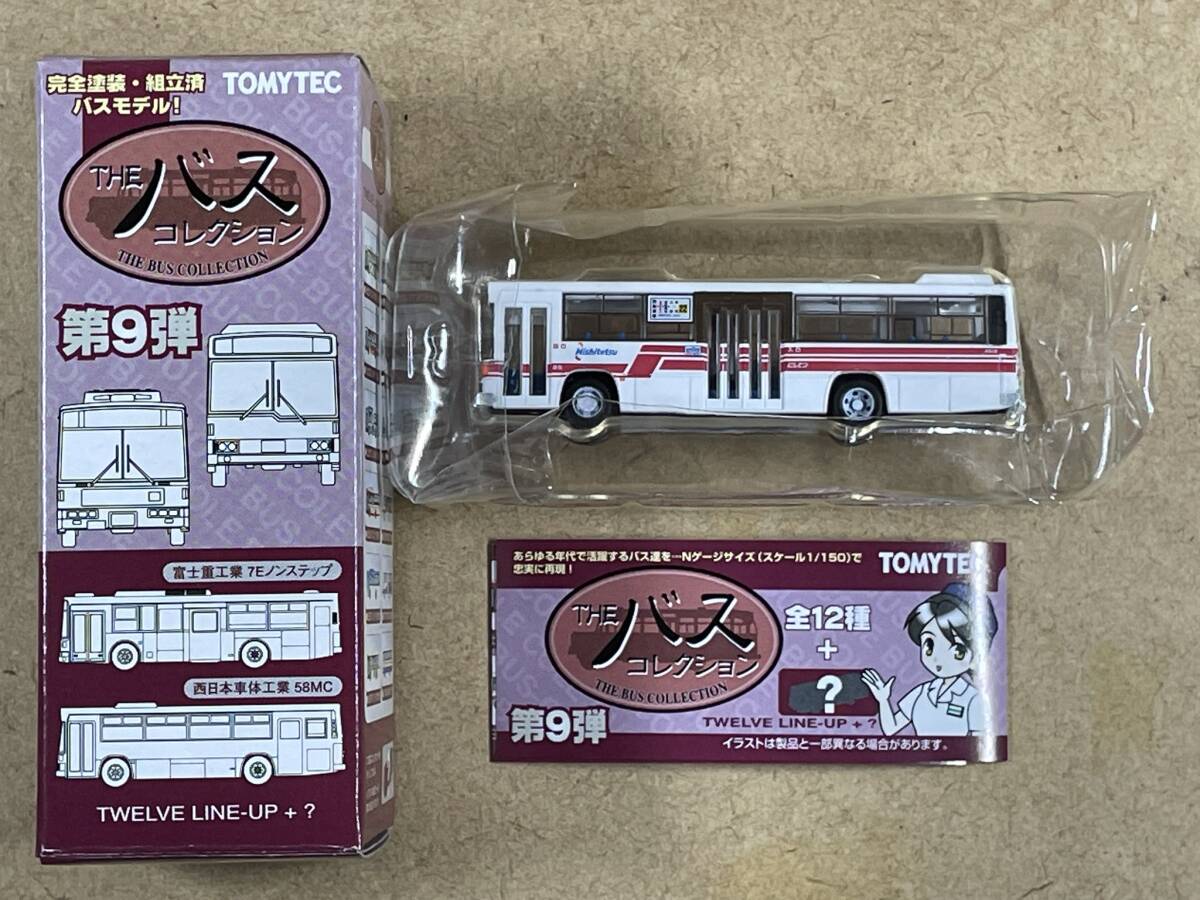 完全塗装・組立済
バスモデル!
TOMYTEC
THE バス
コレクション
THE BUS COLLECTION
第9弾
富士重工業 7Eノンステップ
西日本車体工業 58MC
TWELVE LINE-UP + ?
Nishitetsu
22
あらゆる年代で活躍するバス達を…Nゲージサイズ(スケール1/150)で
忠実に再現!
TOMYTEC
THE バス
コレクション
THE BUS COLLECTION
全12種
+
?
第9弾
TWELVE LINE-UP + ?
イラストは製品と一部異なる場合があります。